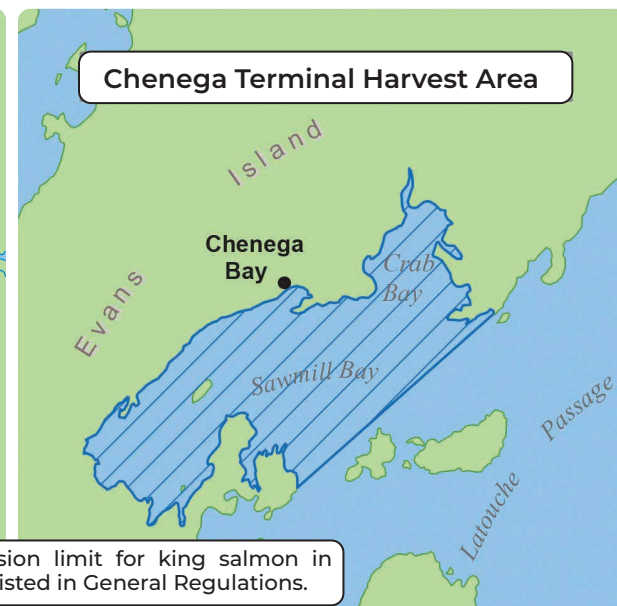 Chenega Terminal Harvest Area
Evans Island
Chenega
Bay
Crab
Bay
Sawmill Bay
Latouche Passage
sion limit for king salmon in
isted in General Regulations.